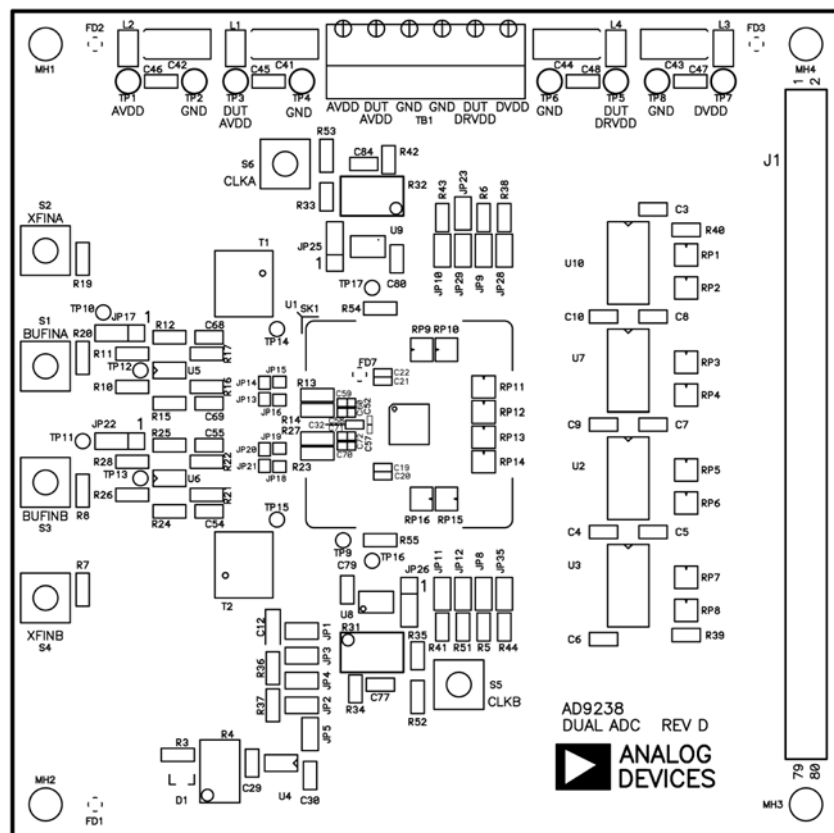 L2
L1
L4
L3
FD2
FD3
MH1
C42
C46
C41
C45
C44
C48
C43
C47
MH4
TP1
AVDD
TP2
GND
TP3
DUT
AVDD
TP4
GND
AVDD
DUT
AVDD
GND
GND
DUT
DRVDD
DVDD
TB1
TP6
GND
TP5
DUT
DRVDD
TP8
GND
TP7
DVDD
1
2
J1
S6
CLKA
R53
R33
C84
R42
R32
R43
JP23
R6
R38
JP10
JP29
JP9
JP28
JP25
1
U9
C80
TP17
R54
S2
XFINA
R19
T1
U1
SK1
TP14
C3
R40
U10
RP1
RP2
C10
C8
U7
RP3
RP4
C9
C7
U2
RP5
RP6
C4
C5
U3
RP7
RP8
C6
R39
S1
BUFINA
R20
TP10
JP17
1
R12
C68
R11
R17
TP12
U5
R10
R16
R15
C69
JP14
JP15
JP13
JP16
R13
R14
R27
R23
C59
C52
C32
C57
C72
C70
FD7
C22
C21
C19
C20
RP9
RP10
RP11
RP12
RP13
RP14
RP16
RP15
JP22
1
TP11
R25
C55
R28
R22
TP13
U6
R26
R21
R24
C54
JP20
JP19
JP21
JP18
BUFINB
S3
R8
TP15
T2
R7
XFINB
S4
TP9
R55
TP16
C79
JP26
1
U8
R31
JP11
JP12
JP8
JP35
R41
R51
R5
R44
R35
R34
C77
R52
S5
CLKB
C12
JP1
JP3
R36
JP4
R37
JP2
JP5
R3
R4
D1
C29
U4
C30
AD9238
DUAL ADC REV D
ANALOG
DEVICES
79
80
MH2
FD1
MH3